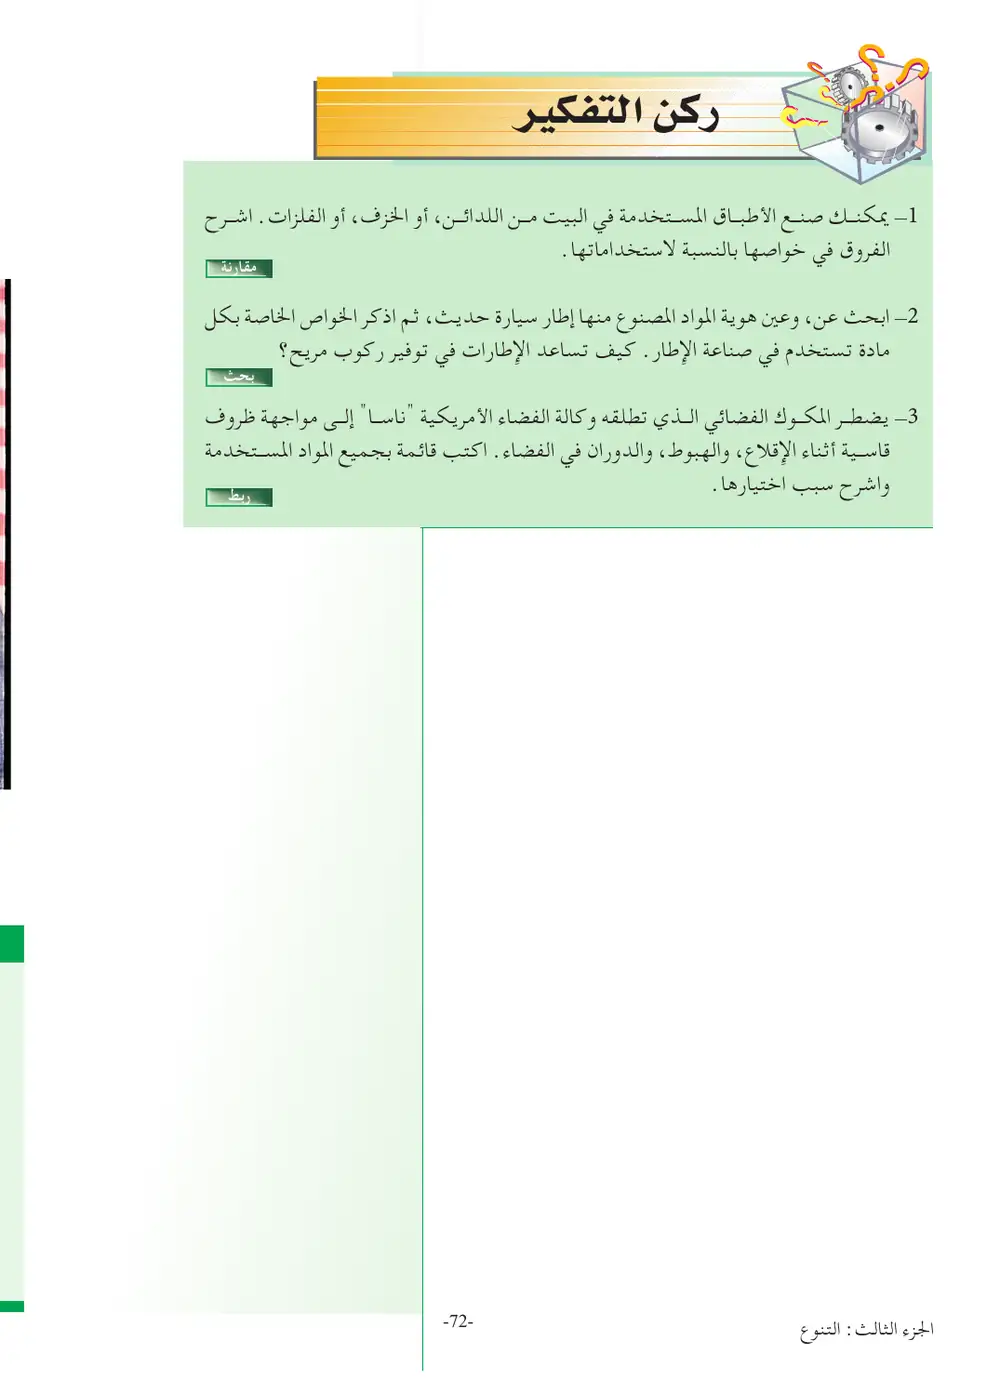 ركن التفكير
1– يمكنك صنع الأطباق المستخدمة في البيت من اللدائن، أو الخزف، أو الفلزات. اشرح
الفروق في خواصها بالنسبة لاستخداماتها.
مقارنة
2– ابحث عن، وعين هوية المواد المصنوع منها إطار سيارة حديث، ثم اذكر الخواص الخاصة بكل
مادة تستخدم في صناعة الإطار. كيف تساعد الإطارات في توفير ركوب مريح؟
بحث
3– يضطر المكوك الفضائي الذي تطلقه وكالة الفضاء الأمريكية "ناسا" إلى مواجهة ظروف
قاسية أثناء الإقلاع، والهبوط، والدوران في الفضاء. اكتب قائمة بجميع المواد المستخدمة
واشرح سبب اختيارها.
ربط
-72-
الجزء الثالث: التنوع